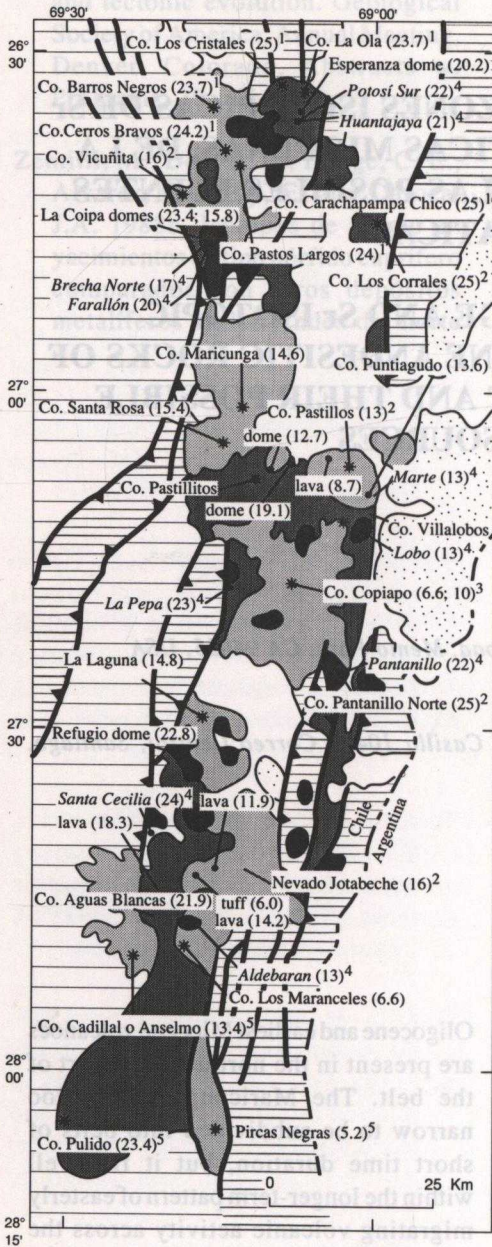 69°30'
69°00'
26°
30'
Co. Los Cristales (25)¹
Co. La Ola (23.7)¹
Esperanza dome (20.2)
Co. Barros Negros (23.7)¹
Potosí Sur (22)⁴
Huantajaya (21)⁴
Co.Cerros Bravos (24.2)¹
Co. Vicuñita (16)²
Co. Carachapampa Chico (25)¹
La Coipa domes (23.4; 15.8)
Co. Pastos Largos (24)¹
Co. Los Corrales (25)²
Brecha Norte (17)⁴
Farallón (20)⁴
Co. Maricunga (14.6)
Co. Puntiagudo (13.6)
27°
00'
Co. Santa Rosa (15.4)
Co. Pastillos (13)²
dome (12.7)
Marte (13)⁴
Co. Pastillitos
lava (8.7)
dome (19.1)
Co. Villalobos
Lobo (13)⁴
La Pepa (23)⁴
Co. Copiapo (6.6; 10)³
La Laguna (14.8)
Pantanillo (22)⁴
Co. Pantanillo Norte (25)²
27°
30'
Refugio dome (22.8)
Santa Cecilia (24)⁴
lava (11.9)
lava (18.3)
Chile
Argentina
Nevado Jotabeche (16)²
Co. Aguas Blancas (21.9)
tuff (6.0)
lava (14.2)
Aldebaran (13)⁴
Co. Los Maranceles (6.6)
Co. Cadillal o Anselmo (13.4)⁵
28°
00'
Pircas Negras (5.2)⁵
Co. Pulido (23.4)⁵
0 25 Km
28°
15'